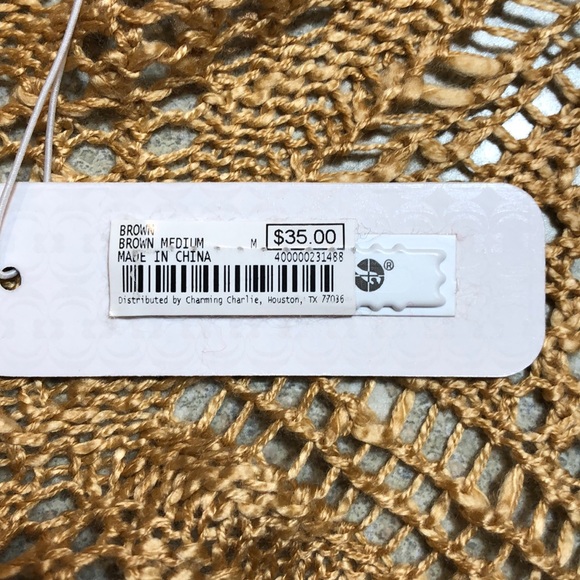 BROWN
BROWN MEDIUM M $35.00
MADE IN CHINA 400000231488
Distributed by Charming Charlie, Houston, TX 77036
®